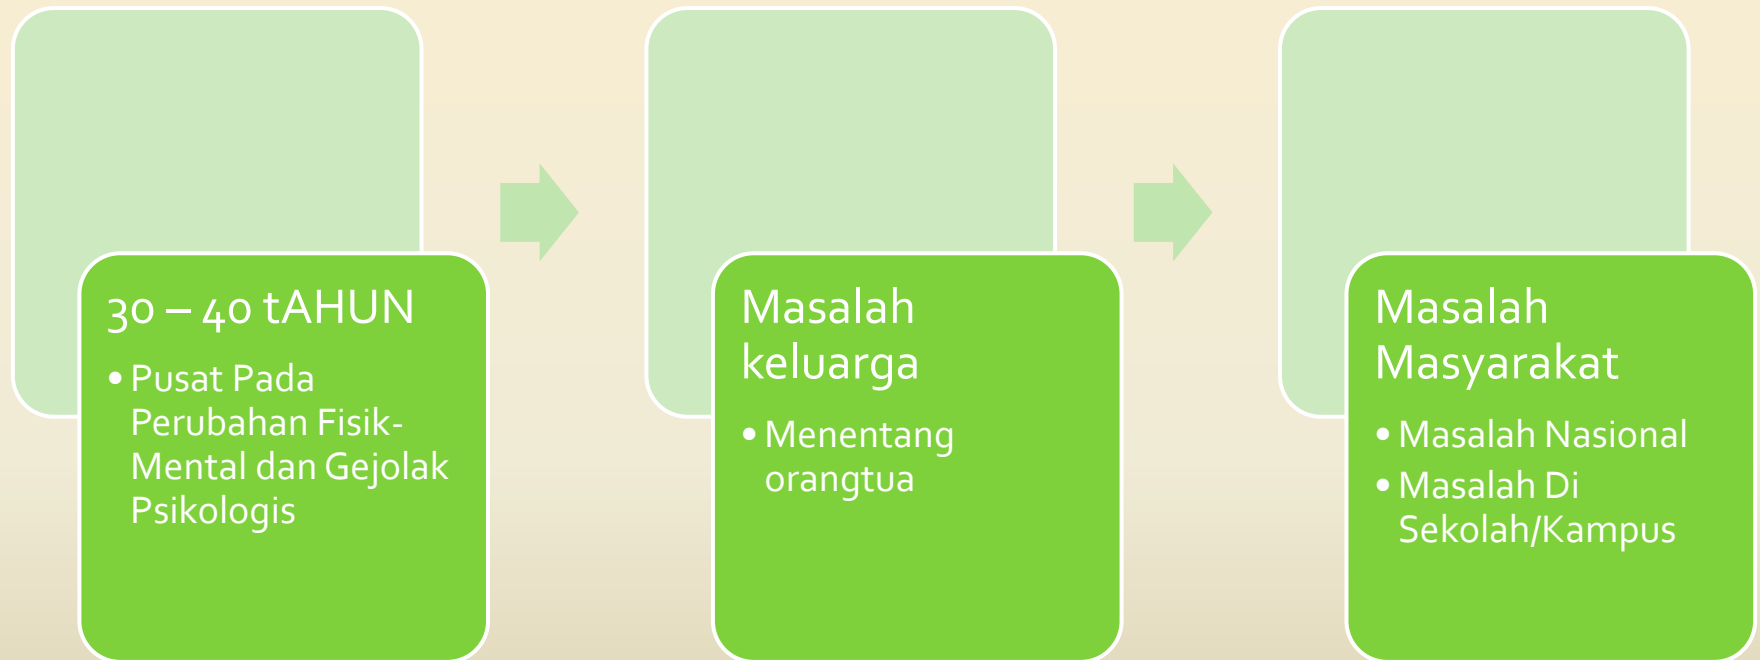 30 – 40 tAHUN
• Pusat Pada
Perubahan Fisik-
Mental dan Gejolak
Psikologis
Masalah
keluarga
• Menentang
orangtua
Masalah
Masyarakat
• Masalah Nasional
• Masalah Di
Sekolah/Kampus